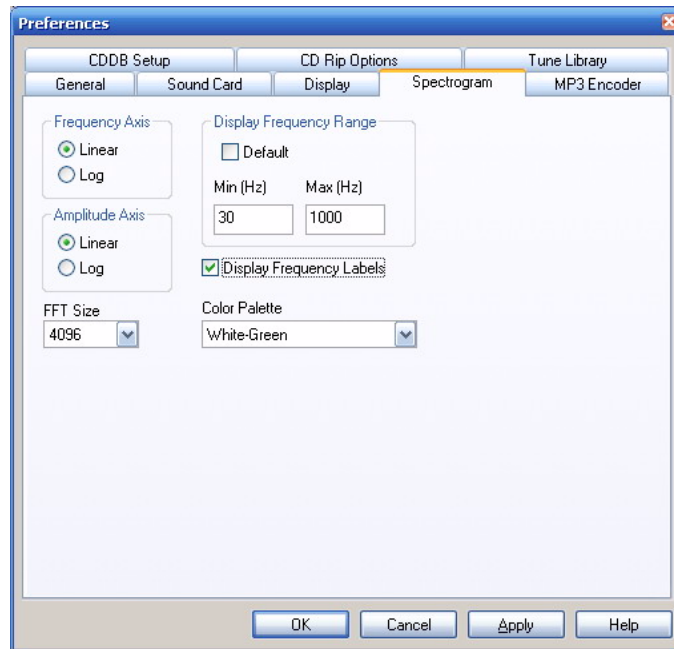 Preferences
CDDB Setup
CD Rip Options
Tune Library
General
Sound Card
Display
Spectrogram
MP3 Encoder
Frequency Axis
Linear
Log
Display Frequency Range
Default
Min (Hz)
Max (Hz)
30
1000
Amplitude Axis
Linear
Log
Display Frequency Labels
FFT Size
4096
Color Palette
White-Green
OK
Cancel
Apply
Help